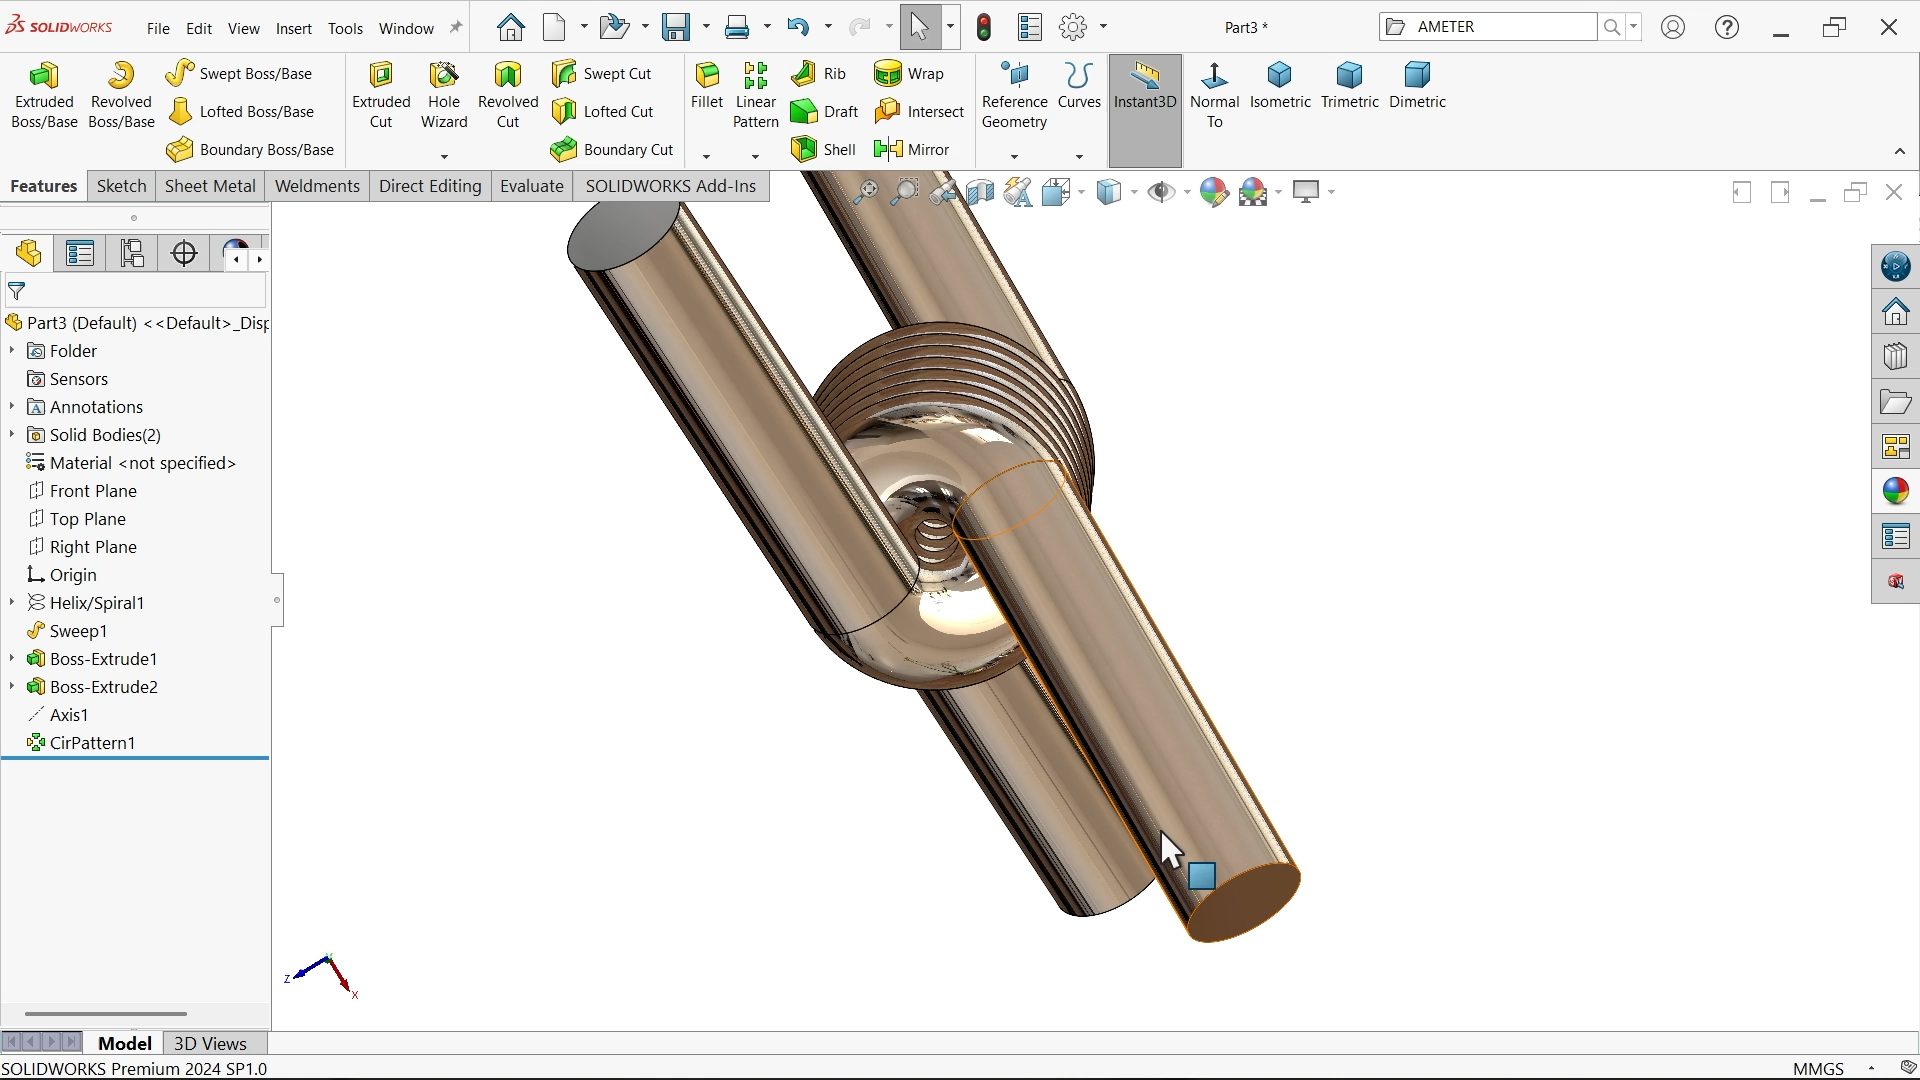 SOLIDWORKS
File Edit View Insert Tools Window
Part3 *
AMETER
Extruded Boss/Base
Revolved Boss/Base
Swept Boss/Base
Lofted Boss/Base
Boundary Boss/Base
Extruded Cut
Hole Wizard
Revolved Cut
Swept Cut
Lofted Cut
Boundary Cut
Fillet
Linear Pattern
Rib
Draft
Shell
Wrap
Intersect
Mirror
Reference Geometry
Curves
Instant3D
Normal To
Isometric
Trimetric
Dimetric
Features Sketch Sheet Metal Weldments Direct Editing Evaluate SOLIDWORKS Add-Ins
Part3 (Default) <<Default>_Disp
Folder
Sensors
Annotations
Solid Bodies(2)
Material <not specified>
Front Plane
Top Plane
Right Plane
Origin
Helix/Spiral1
Sweep1
Boss-Extrude1
Boss-Extrude2
Axis1
CirPattern1
Z
X
Model 3D Views
SOLIDWORKS Premium 2024 SP1.0
MMGS